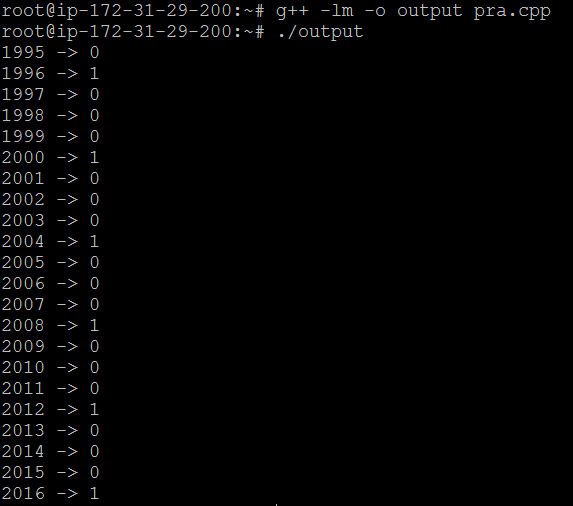 root@ip-172-31-29-200:~# g++ -lm -o output pra.cpp
root@ip-172-31-29-200:~# ./output
1995 -> 0
1996 -> 1
1997 -> 0
1998 -> 0
1999 -> 0
2000 -> 1
2001 -> 0
2002 -> 0
2003 -> 0
2004 -> 1
2005 -> 0
2006 -> 0
2007 -> 0
2008 -> 1
2009 -> 0
2010 -> 0
2011 -> 0
2012 -> 1
2013 -> 0
2014 -> 0
2015 -> 0
2016 -> 1